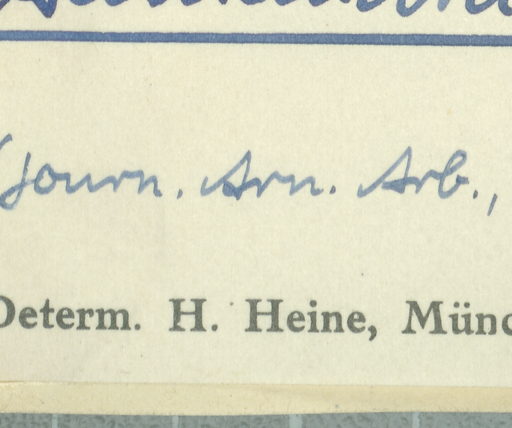 Journ. Arn. Arb.,
Determ. H. Heine, Münc